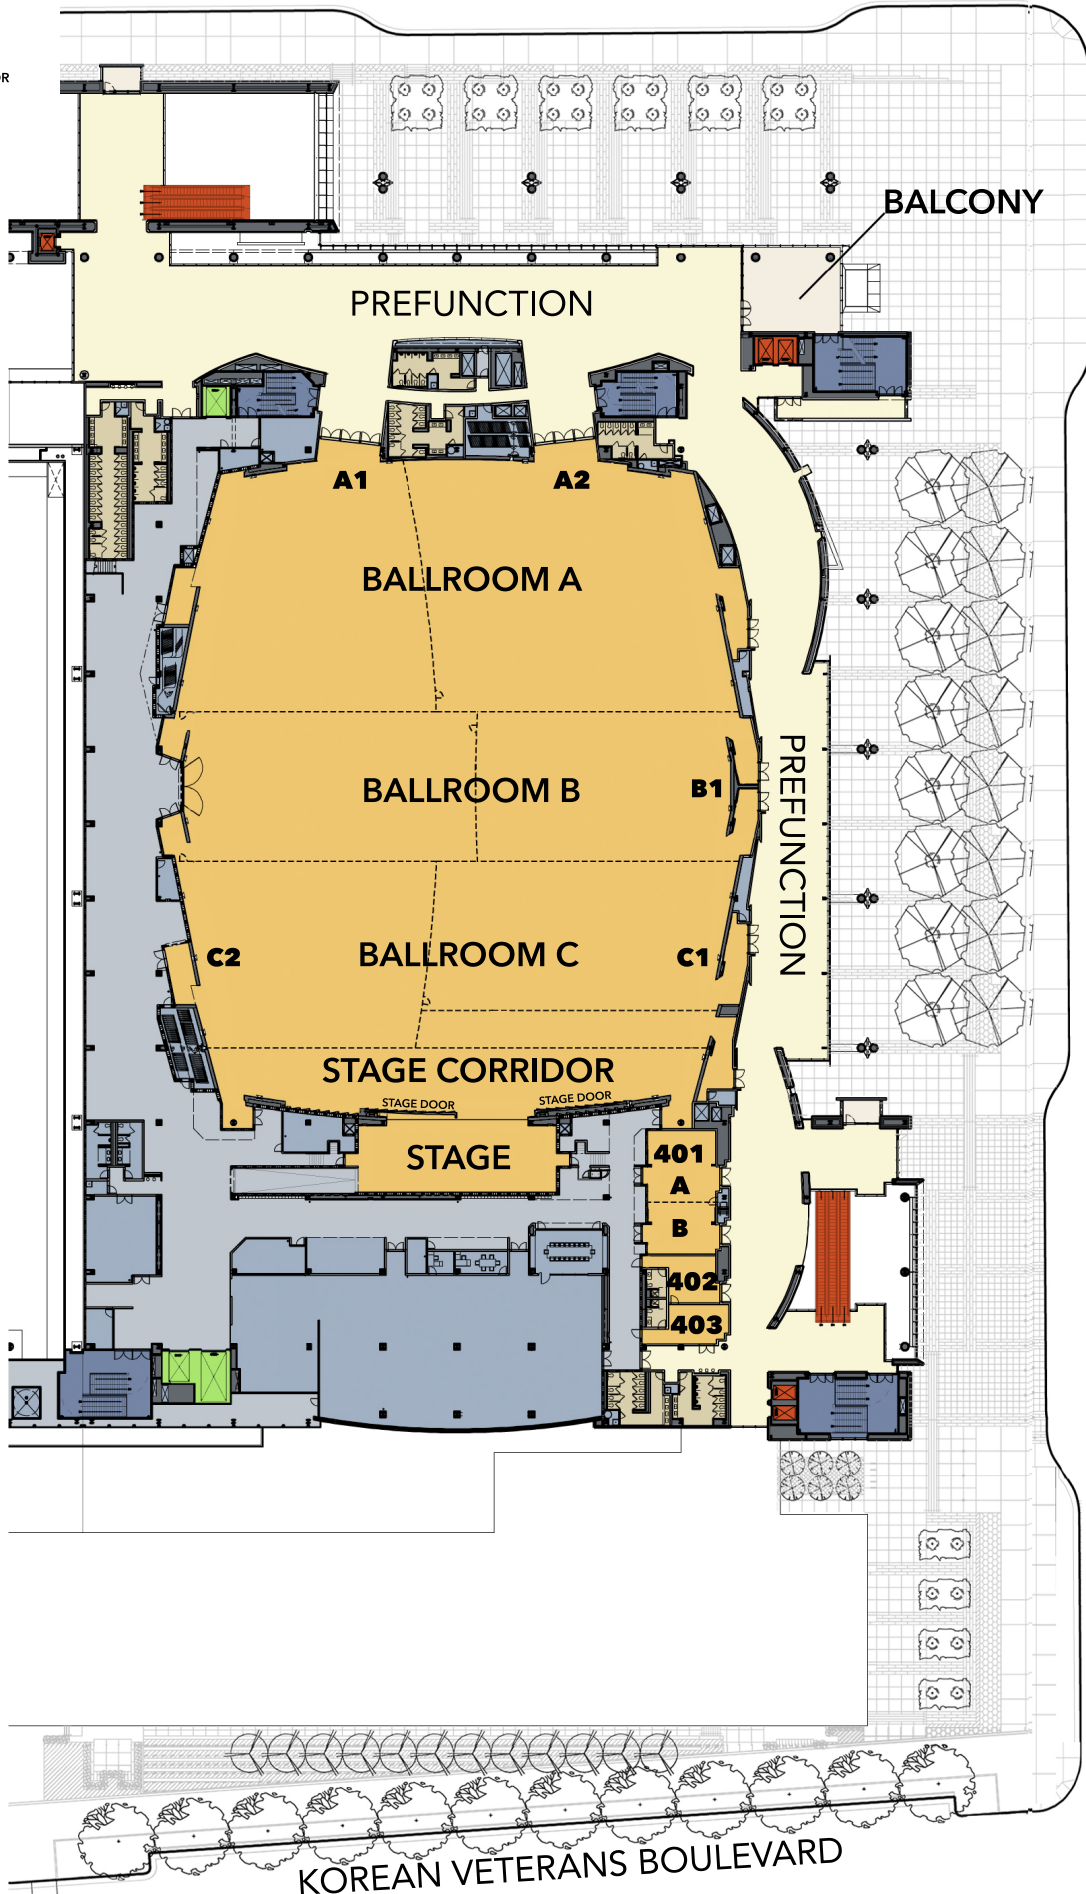 OR
BALCONY
PREFUNCTION
A1
A2
BALLROOM A
PREFUNCTION
BALLROOM B
B1
C2
BALLROOM C
C1
STAGE CORRIDOR
STAGE DOOR
STAGE DOOR
STAGE
401
A
B
402
403
KOREAN VETERANS BOULEVARD